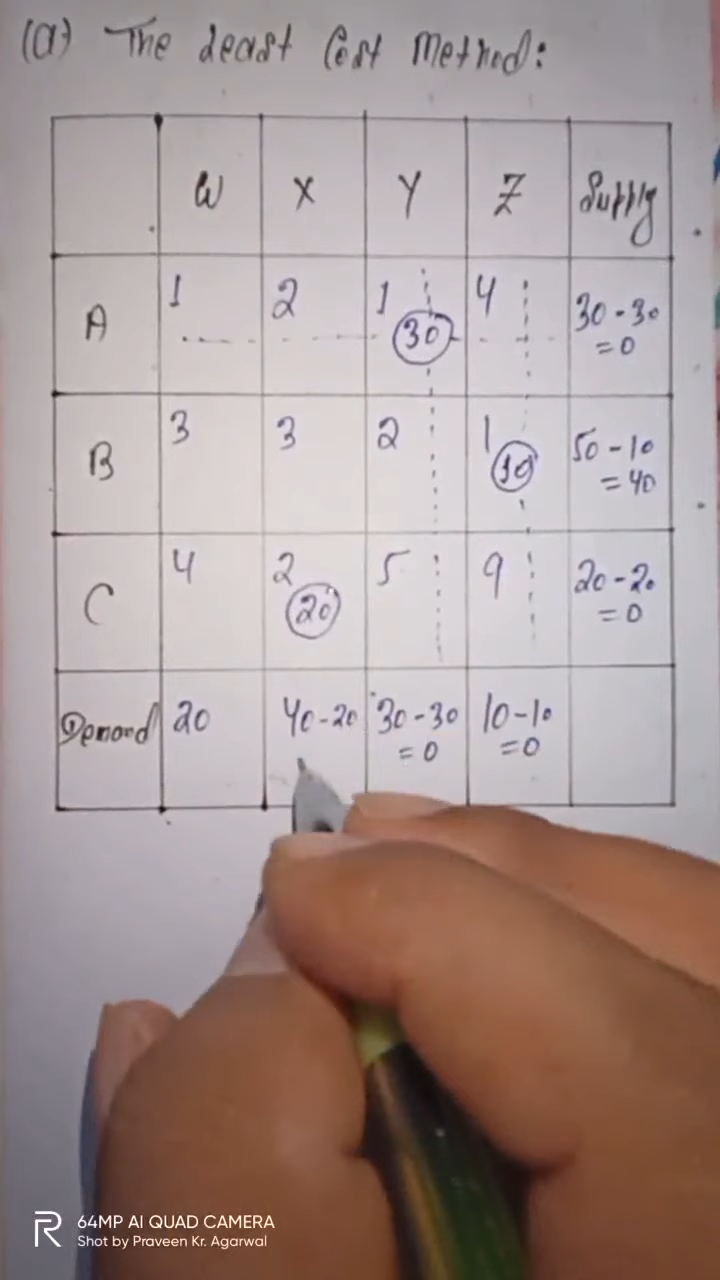 (a) The Least Cost Method:
W X Y Z Supply
A 1 2 1 30 4 30-30 =0
B 3 3 2 1 10 50-10 =40
C 4 2 20 5 9 20-20 =0
Demand 20 40-20 30-30 =0 10-10 =0
R 64MP AI QUAD CAMERA
Shot by Praveen Kr. Agarwal